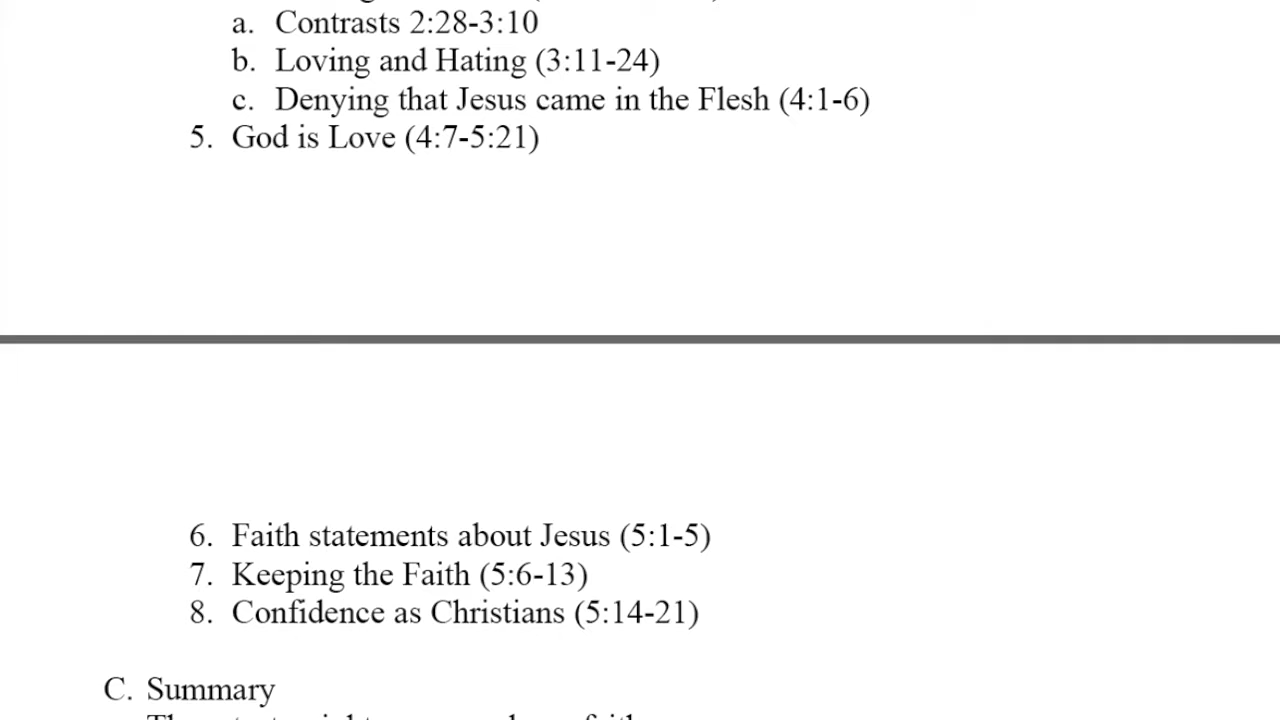 a. Contrasts 2:28-3:10
b. Loving and Hating (3:11-24)
c. Denying that Jesus came in the Flesh (4:1-6)
5. God is Love (4:7-5:21)
6. Faith statements about Jesus (5:1-5)
7. Keeping the Faith (5:6-13)
8. Confidence as Christians (5:14-21)
C. Summary